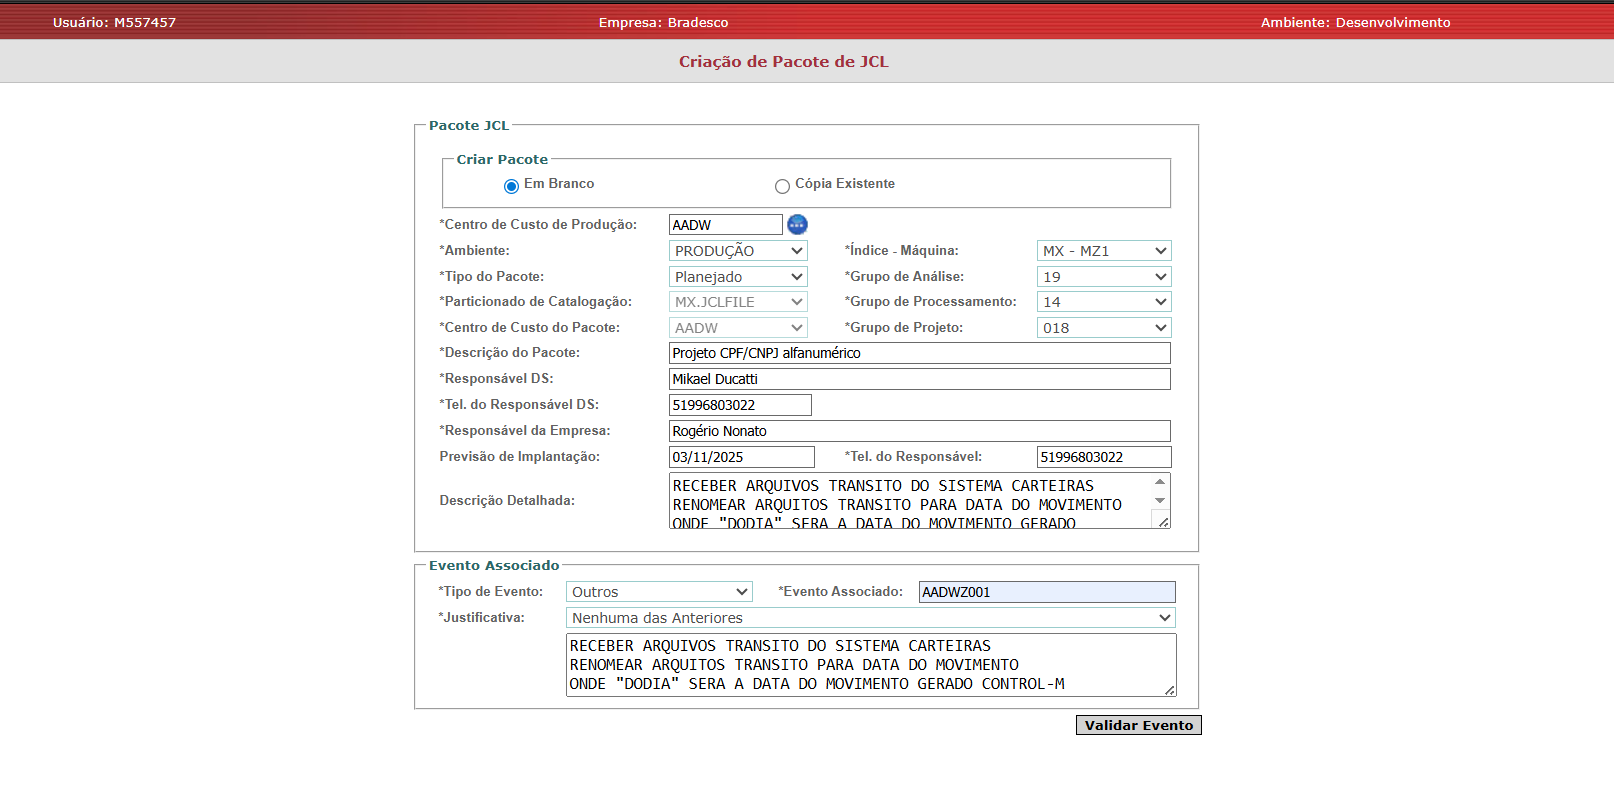 Usuário: M557457 Empresa: Bradesco Ambiente: Desenvolvimento
Criação de Pacote de JCL
Pacote JCL
Criar Pacote
Em Branco Cópia Existente
*Centro de Custo de Produção: AADW
*Ambiente: PRODUÇÃO *Índice - Máquina: MX - MZ1
*Tipo do Pacote: Planejado *Grupo de Análise: 19
*Particionado de Catalogação: MX.JCLFILE *Grupo de Processamento: 14
*Centro de Custo do Pacote: AADW *Grupo de Projeto: 018
*Descrição do Pacote: Projeto CPF/CNPJ alfanumérico
*Responsável DS: Mikael Ducatti
*Tel. do Responsável DS: 51996803022
*Responsável da Empresa: Rogério Nonato
Previsão de Implantação: 03/11/2025 *Tel. do Responsável: 51996803022
Descrição Detalhada: RECEBER ARQUIVOS TRANSITO DO SISTEMA CARTEIRAS
RENOMEAR ARQUITOS TRANSITO PARA DATA DO MOVIMENTO
ONDE "DODIA" SERA A DATA DO MOVIMENTO GERADO
Evento Associado
*Tipo de Evento: Outros *Evento Associado: AADWZ001
*Justificativa: Nenhuma das Anteriores
RECEBER ARQUIVOS TRANSITO DO SISTEMA CARTEIRAS
RENOMEAR ARQUITOS TRANSITO PARA DATA DO MOVIMENTO
ONDE "DODIA" SERA A DATA DO MOVIMENTO GERADO CONTROL-M
Validar Evento